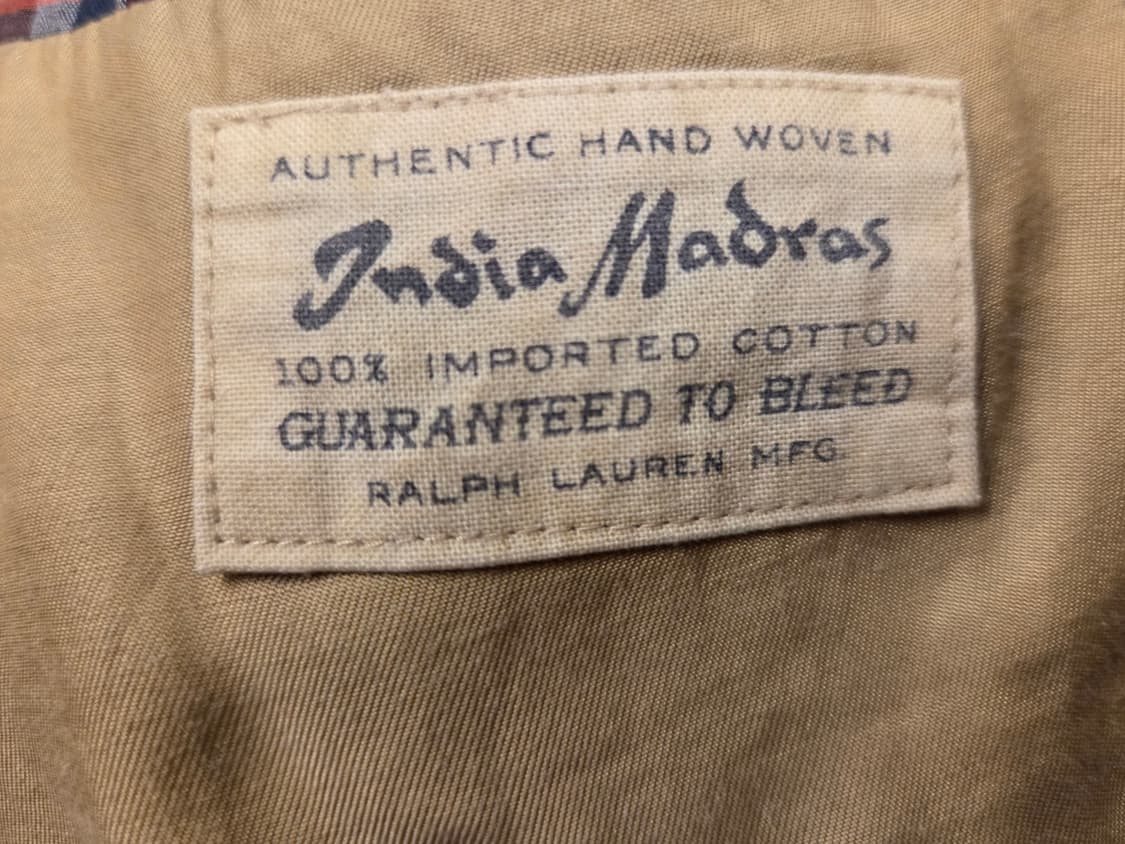 AUTHENTIC HAND WOVEN
India Madras
100% IMPORTED COTTON
GUARANTEED TO BLEED
RALPH LAUREN MFG